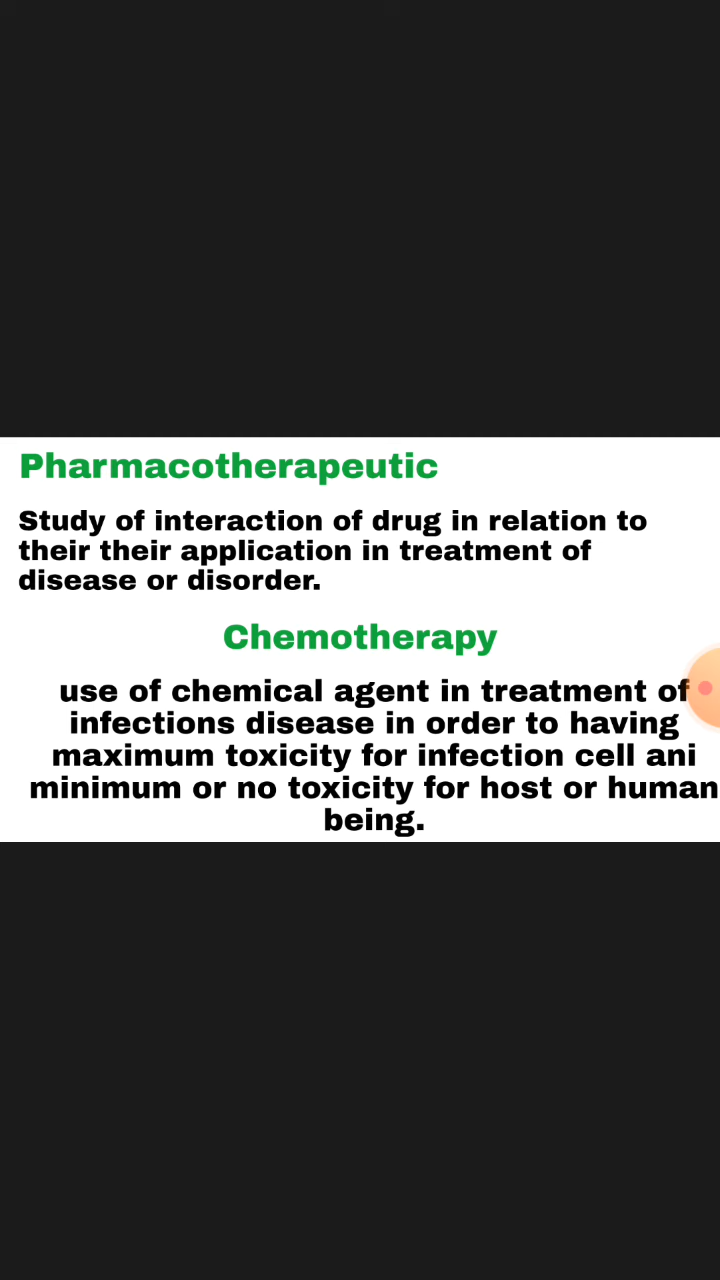 Pharmacotherapeutic
Study of interaction of drug in relation to
their their application in treatment of
disease or disorder.
Chemotherapy
use of chemical agent in treatment of
infections disease in order to having
maximum toxicity for infection cell ani
minimum or no toxicity for host or human
being.